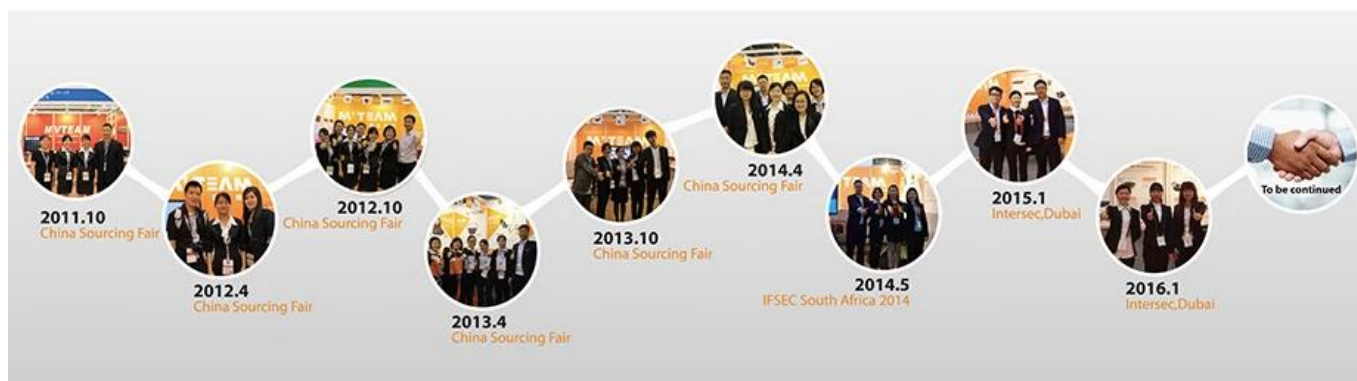 MVTEAM
2011.10
China Sourcing Fair
2012.4
China Sourcing Fair
2012.10
China Sourcing Fair
2013.4
China Sourcing Fair
2013.10
China Sourcing Fair
2014.4
China Sourcing Fair
2014.5
IFSEC South Africa 2014
2015.1
Intersec,Dubai
2016.1
Intersec,Dubai
To be continued